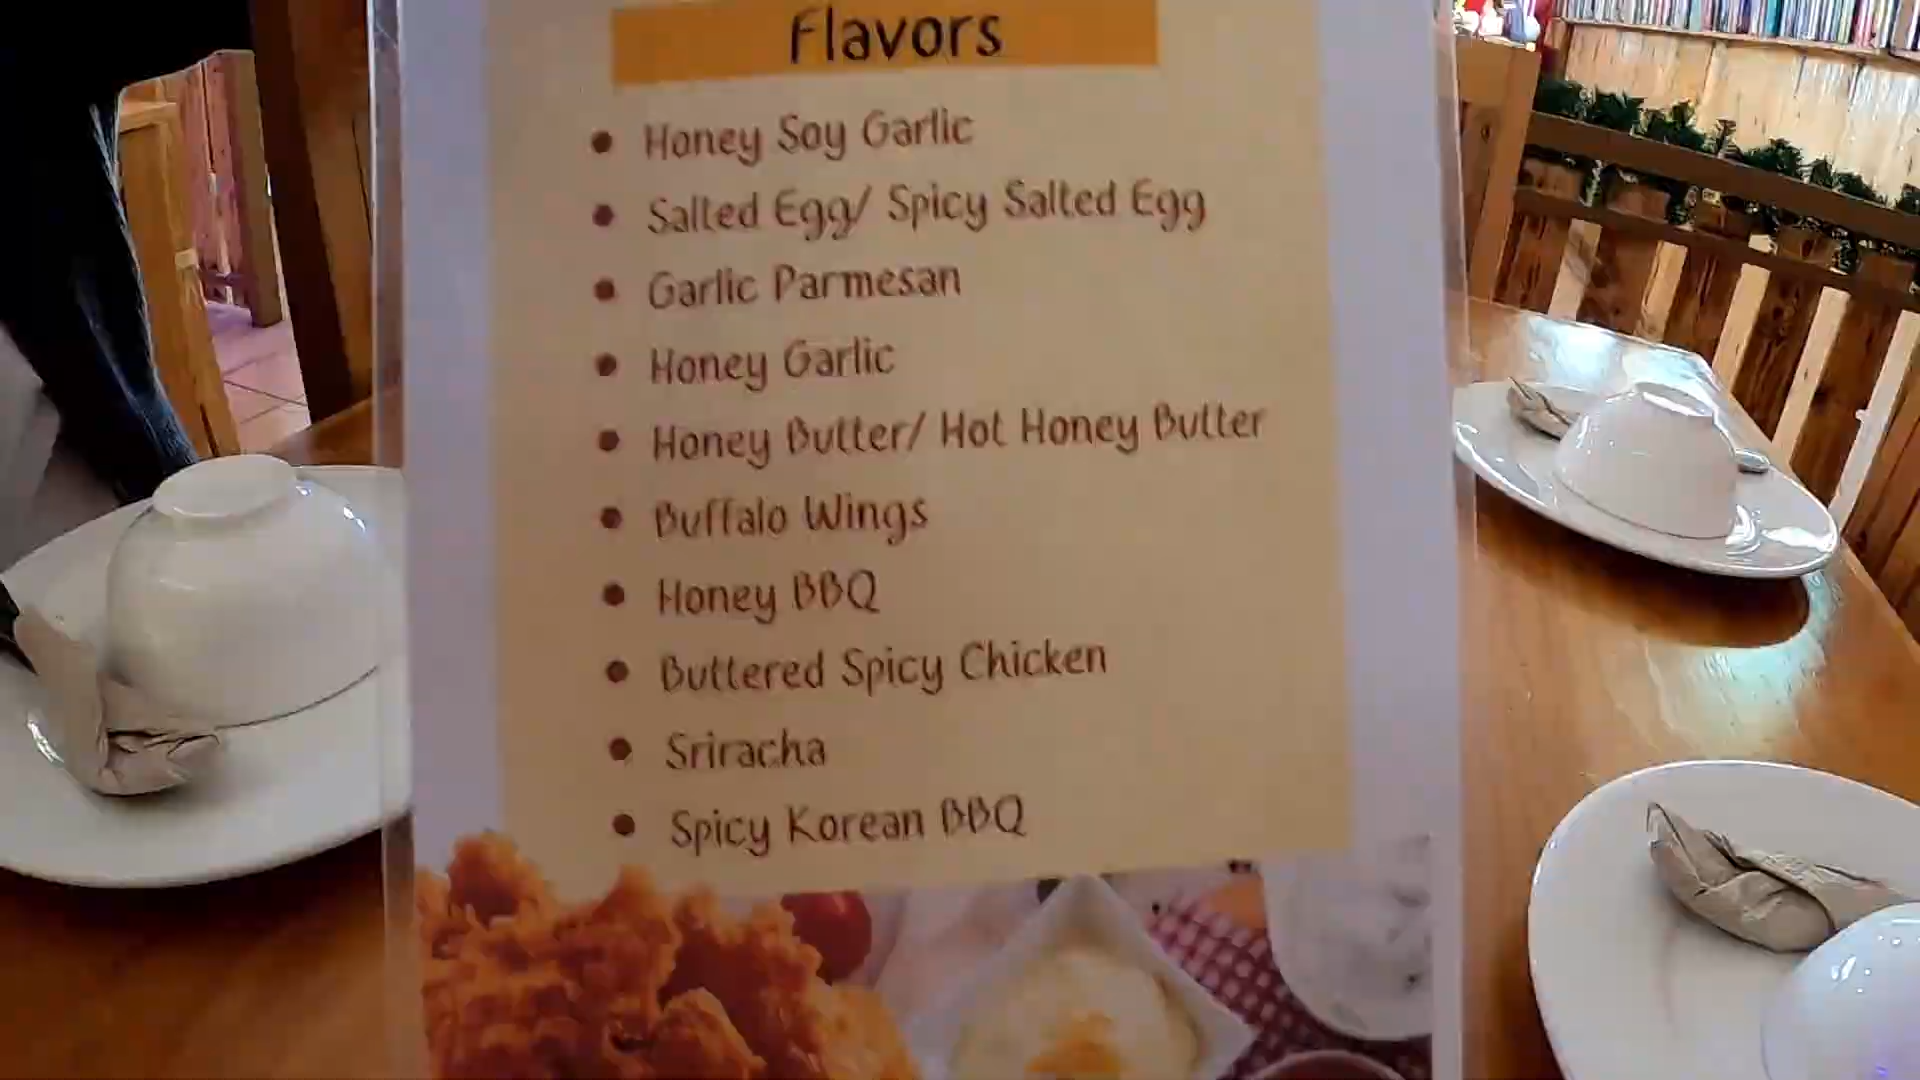 Flavors
• Honey Soy Garlic
• Salted Egg/ Spicy Salted Egg
• Garlic Parmesan
• Honey Garlic
• Honey Butter/ Hot Honey Butter
• Buffalo Wings
• Honey BBQ
• Buttered Spicy Chicken
• Sriracha
• Spicy Korean BBQ